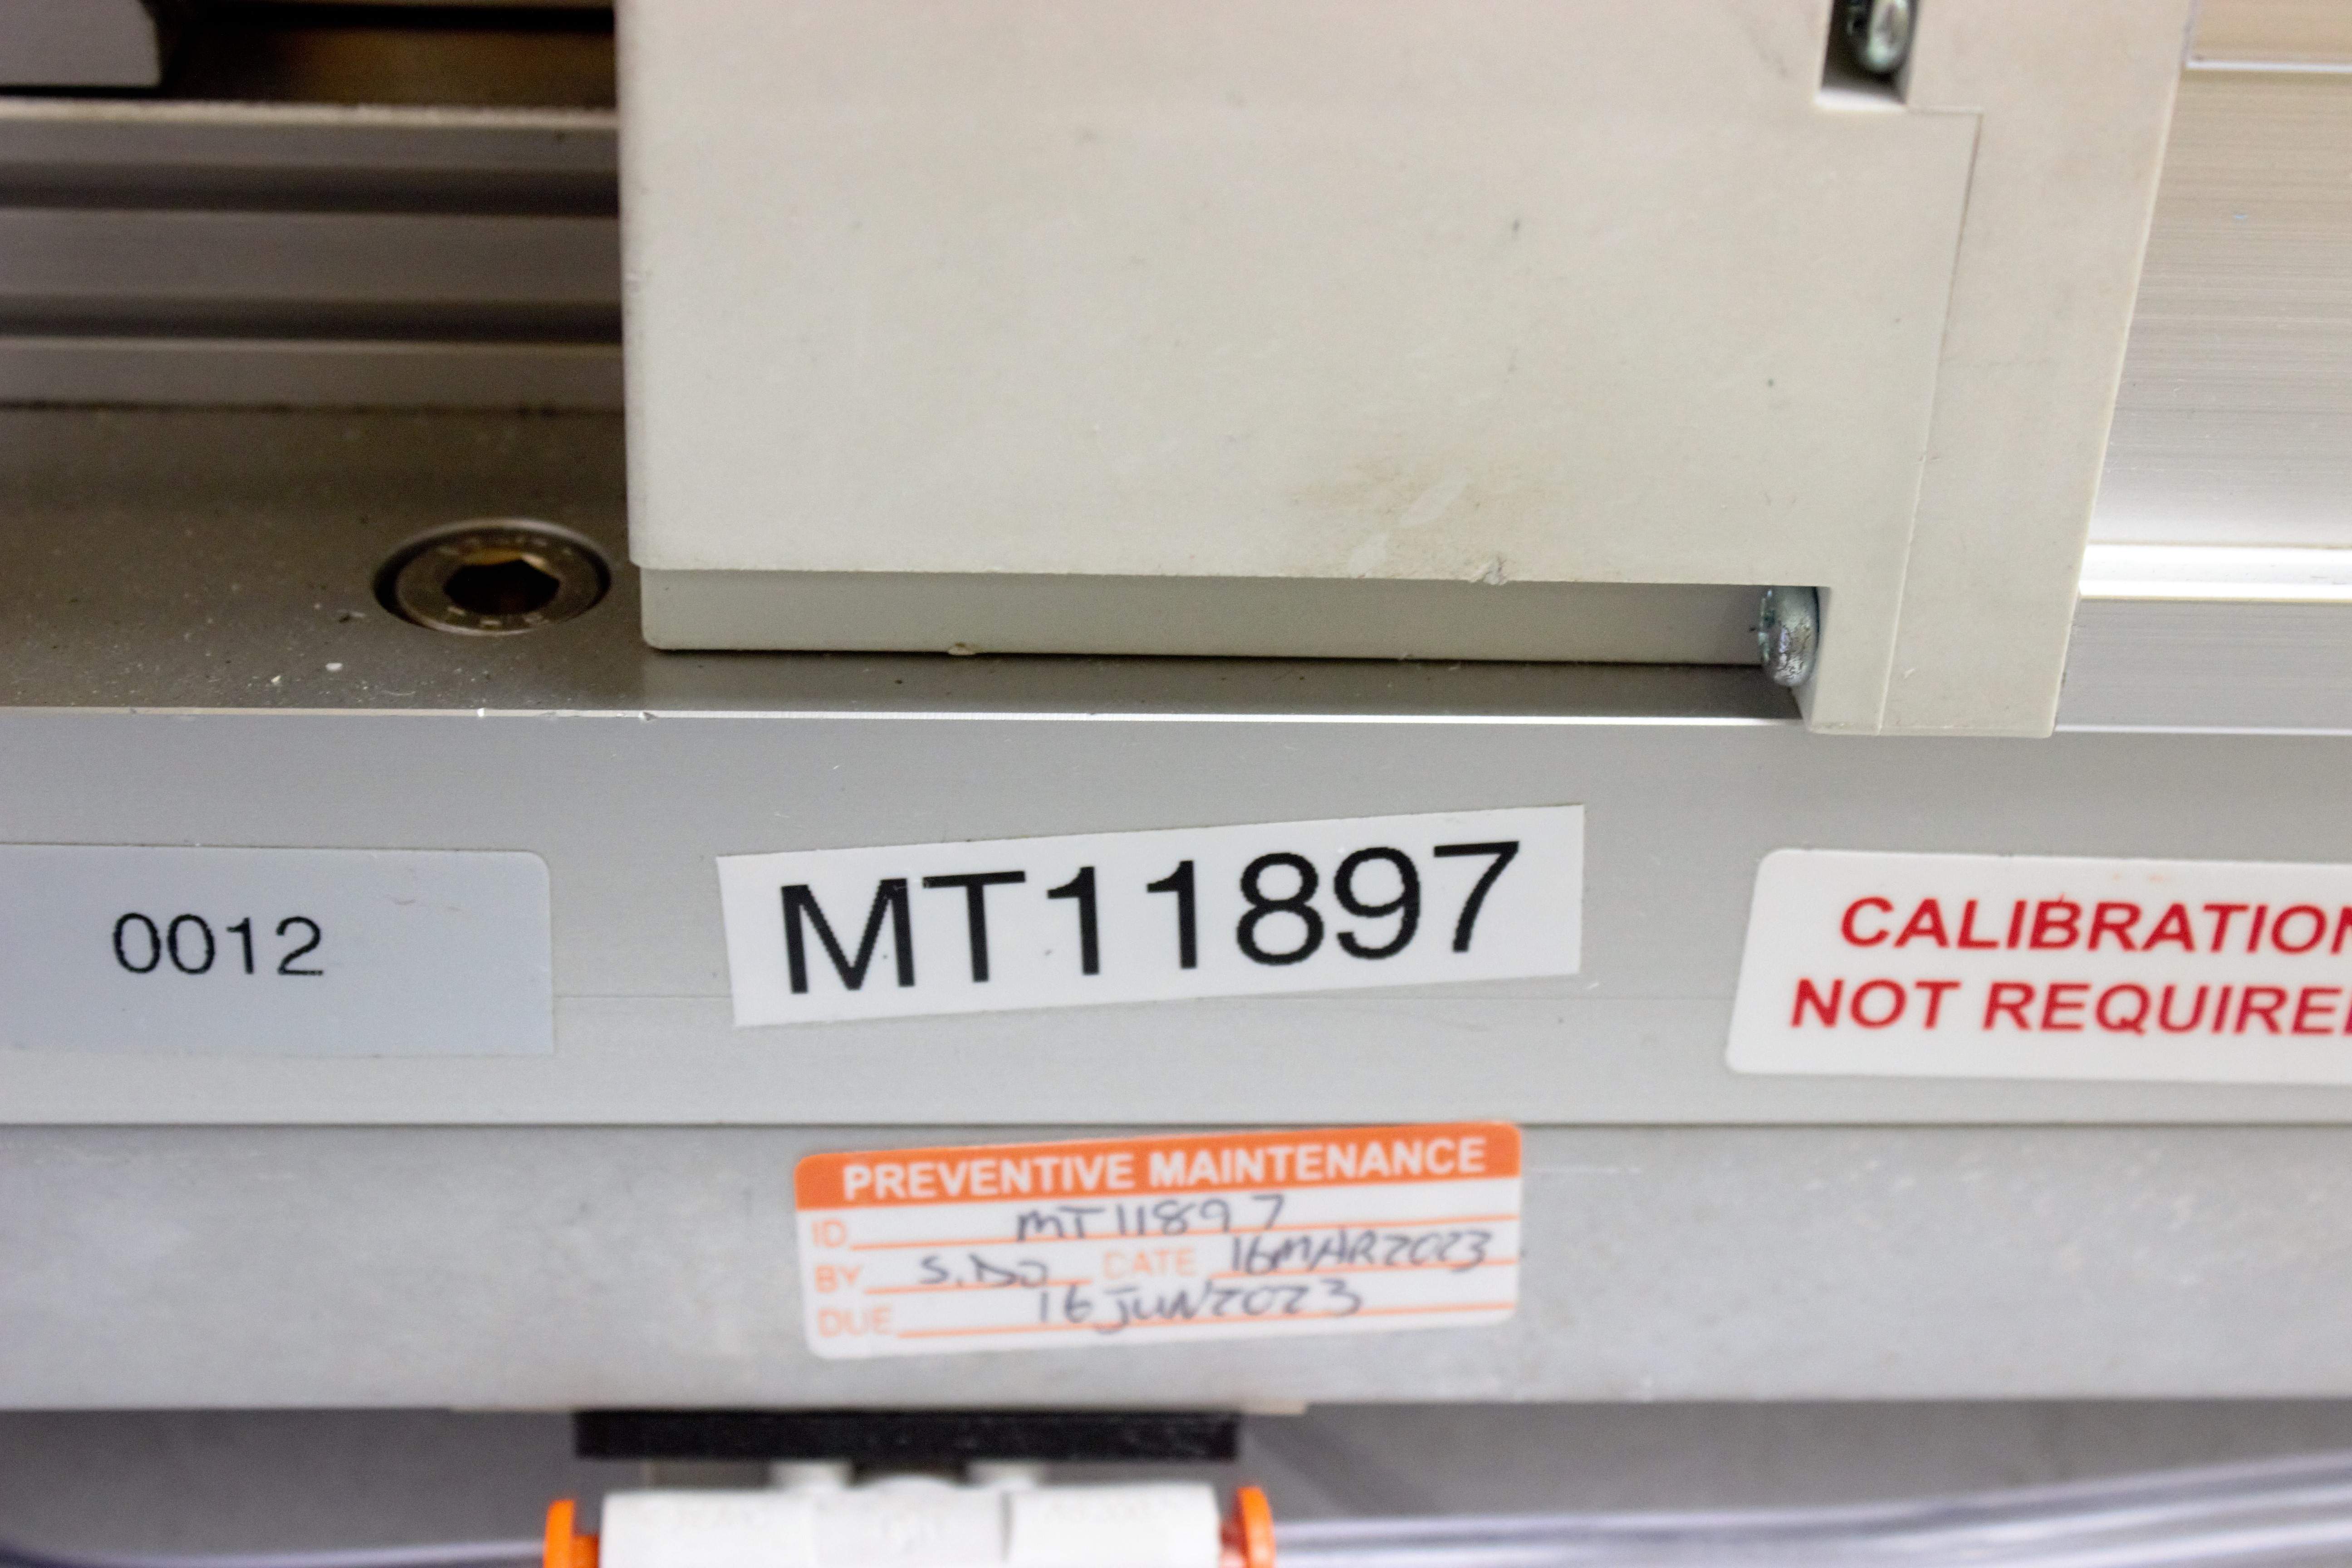 0012
MT11897
CALIBRATION
NOT REQUIRE
PREVENTIVE MAINTENANCE
ID MT11897
BY S.DO DATE 16MAR2023
DUE 16JUN2023